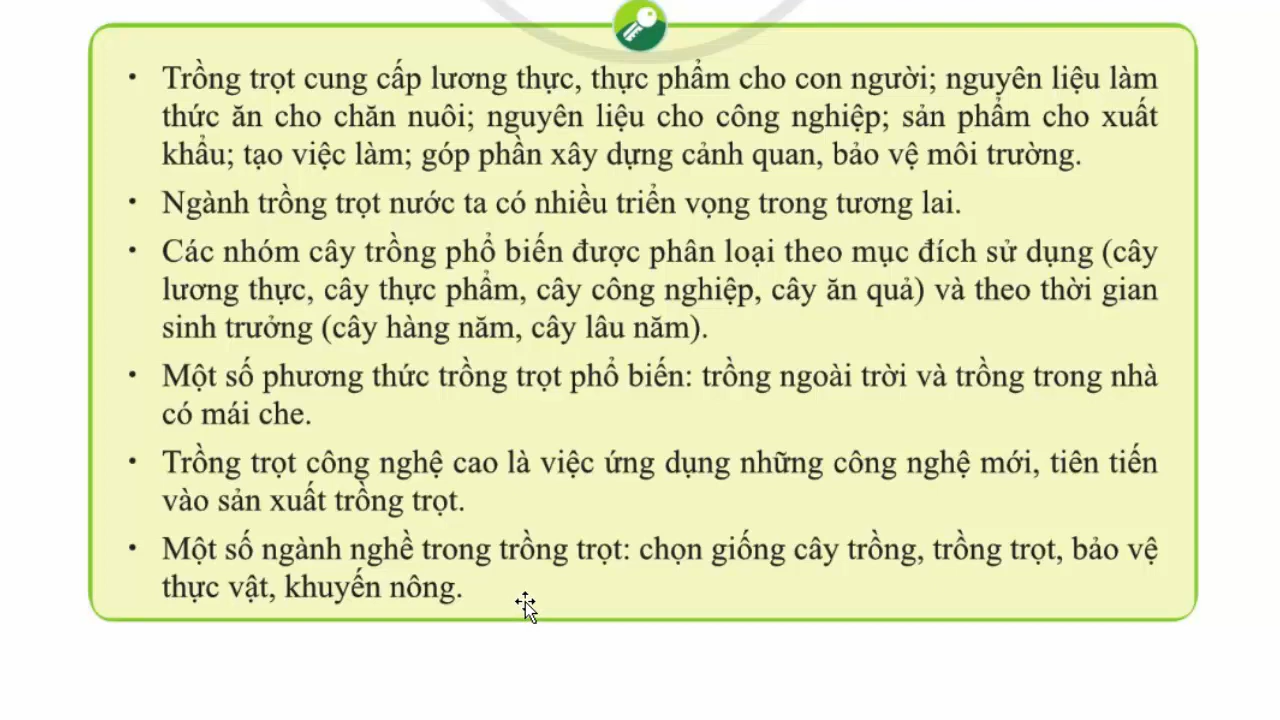 • Trồng trọt cung cấp lương thực, thực phẩm cho con người; nguyên liệu làm
thức ăn cho chăn nuôi; nguyên liệu cho công nghiệp; sản phẩm cho xuất
khẩu; tạo việc làm; góp phần xây dựng cảnh quan, bảo vệ môi trường.
• Ngành trồng trọt nước ta có nhiều triển vọng trong tương lai.
• Các nhóm cây trồng phổ biến được phân loại theo mục đích sử dụng (cây
lương thực, cây thực phẩm, cây công nghiệp, cây ăn quả) và theo thời gian
sinh trưởng (cây hàng năm, cây lâu năm).
• Một số phương thức trồng trọt phổ biến: trồng ngoài trời và trồng trong nhà
có mái che.
• Trồng trọt công nghệ cao là việc ứng dụng những công nghệ mới, tiên tiến
vào sản xuất trồng trọt.
• Một số ngành nghề trong trồng trọt: chọn giống cây trồng, trồng trọt, bảo vệ
thực vật, khuyến nông.